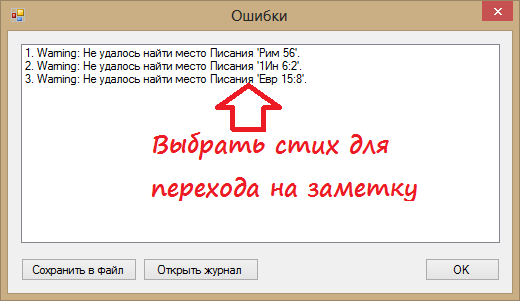 Ошибки
1. Warning: Не удалось найти место Писания 'Рим 56'.
2. Warning: Не удалось найти место Писания '1Ин 6:2'.
3. Warning: Не удалось найти место Писания 'Евр 15:8'.
Выбрать стих для
перехода на заметку
Сохранить в файл Открыть журнал OK